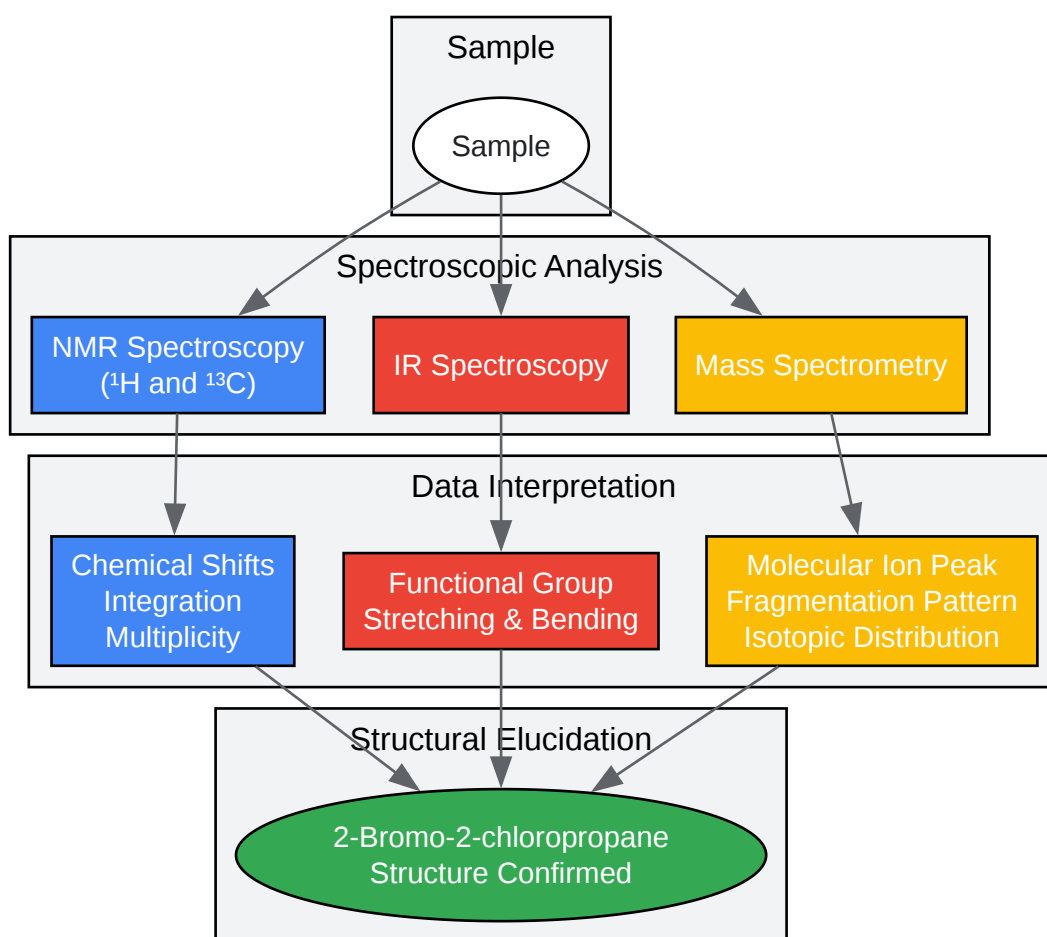 Sample
Sample
Spectroscopic Analysis
NMR Spectroscopy
(¹H and ¹³C)
IR Spectroscopy
Mass Spectrometry
Data Interpretation
Chemical Shifts
Integration
Multiplicity
Functional Group
Stretching & Bending
Molecular Ion Peak
Fragmentation Pattern
Isotopic Distribution
Structural Elucidation
2-Bromo-2-chloropropane
Structure Confirmed